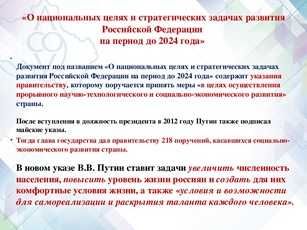 «О национальных целях и стратегических задачах развития
Российской Федерации
на период до 2024 года»
Документ под названием «О национальных целях и стратегических задачах
развития Российской Федерации на период до 2024 года» содержит указания
правительству, которому поручается принять меры «в целях осуществления
прорывного научно-технологического и социально-экономического развития»
страны.
После вступления в должность президента в 2012 году Путин также подписал
майские указы.
• Тогда глава государства дал правительству 218 поручений, касавшихся социально-
экономического развития страны.
В новом указе В.В. Путин ставит задачи увеличить численность
населения, повысить уровень жизни россиян и создать для них
комфортные условия жизни, а также «условия и возможности
для самореализации и раскрытия таланта каждого человека».